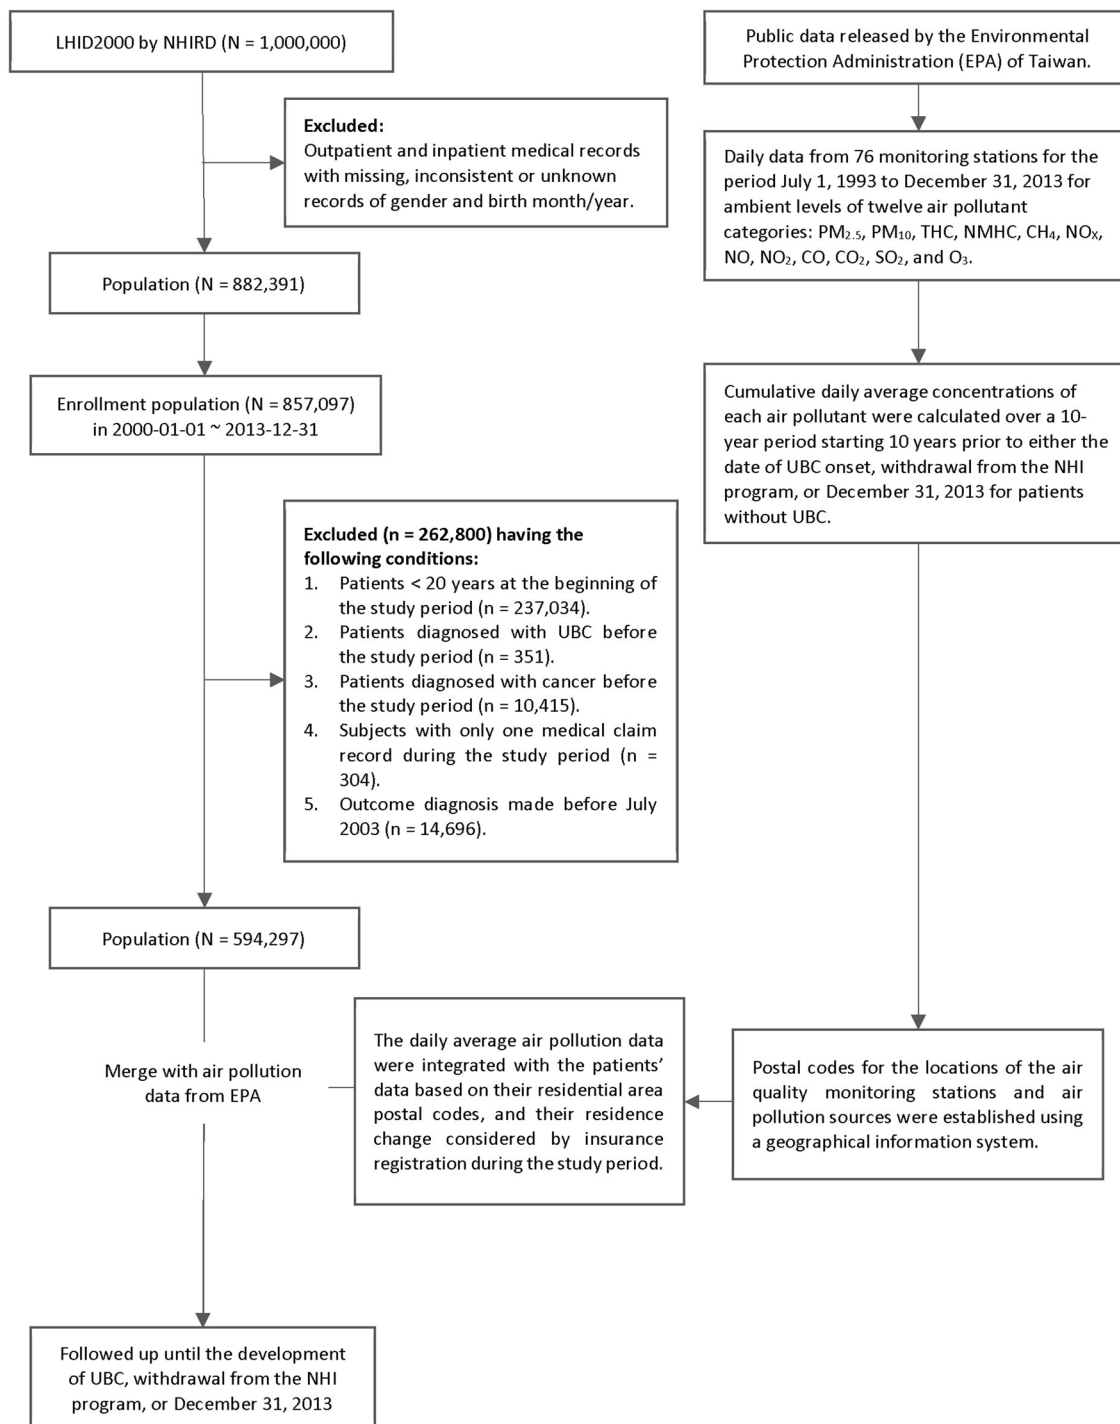 LHID2000 by NHIRD (N = 1,000,000)
Excluded:
Outpatient and inpatient medical records
with missing, inconsistent or unknown
records of gender and birth month/year.
Population (N = 882,391)
Enrollment population (N = 857,097)
in 2000-01-01 ~ 2013-12-31
Excluded (n = 262,800) having the
following conditions:
1. Patients < 20 years at the beginning of
the study period (n = 237,034).
2. Patients diagnosed with UBC before
the study period (n = 351).
3. Patients diagnosed with cancer before
the study period (n = 10,415).
4. Subjects with only one medical claim
record during the study period (n =
304).
5. Outcome diagnosis made before July
2003 (n = 14,696).
Population (N = 594,297)
Public data released by the Environmental
Protection Administration (EPA) of Taiwan.
Daily data from 76 monitoring stations for the
period July 1, 1993 to December 31, 2013 for
ambient levels of twelve air pollutant
categories: PM₂.₅, PM₁₀, THC, NMHC, CH₄, NOₓ,
NO, NO₂, CO, CO₂, SO₂, and O₃.
Cumulative daily average concentrations of
each air pollutant were calculated over a 10-
year period starting 10 years prior to either the
date of UBC onset, withdrawal from the NHI
program, or December 31, 2013 for patients
without UBC.
Postal codes for the locations of the air
quality monitoring stations and air
pollution sources were established using
a geographical information system.
The daily average air pollution data
were integrated with the patients’
data based on their residential area
postal codes, and their residence
change considered by insurance
registration during the study period.
Merge with air pollution
data from EPA
Followed up until the development
of UBC, withdrawal from the NHI
program, or December 31, 2013